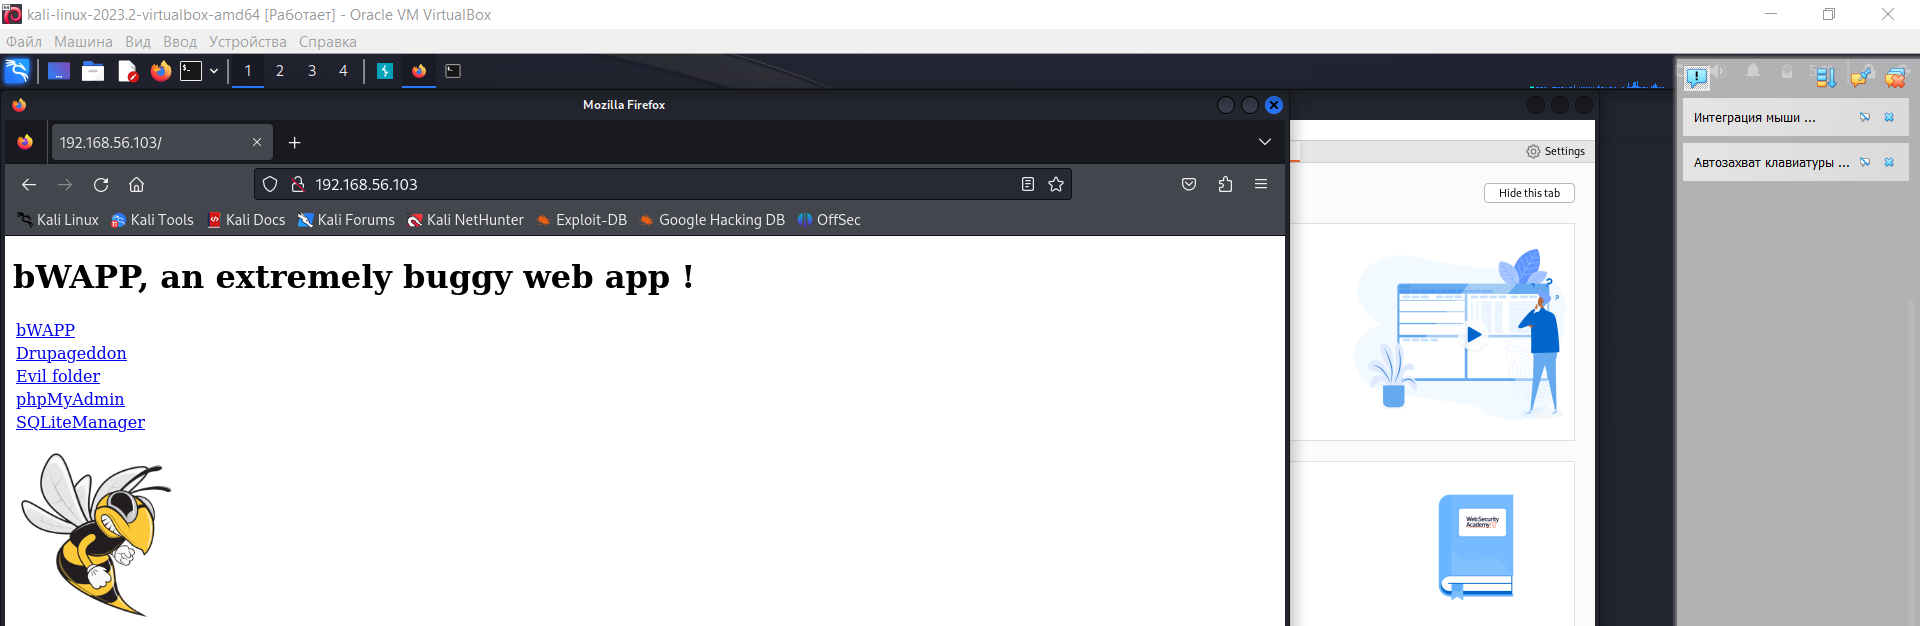 kali-linux-2023.2-virtualbox-amd64 [Работает] - Oracle VM VirtualBox
Файл Машина Вид Ввод Устройства Справка
1 2 3 4
Mozilla Firefox
192.168.56.103/
192.168.56.103
Kali Linux Kali Tools Kali Docs Kali Forums Kali NetHunter Exploit-DB Google Hacking DB OffSec
bWAPP, an extremely buggy web app !
bWAPP
Drupageddon
Evil folder
phpMyAdmin
SQLiteManager
Settings
Hide this tab
WebSecurity
Academy
Интеграция мыши ...
Автозахват клавиатуры ...